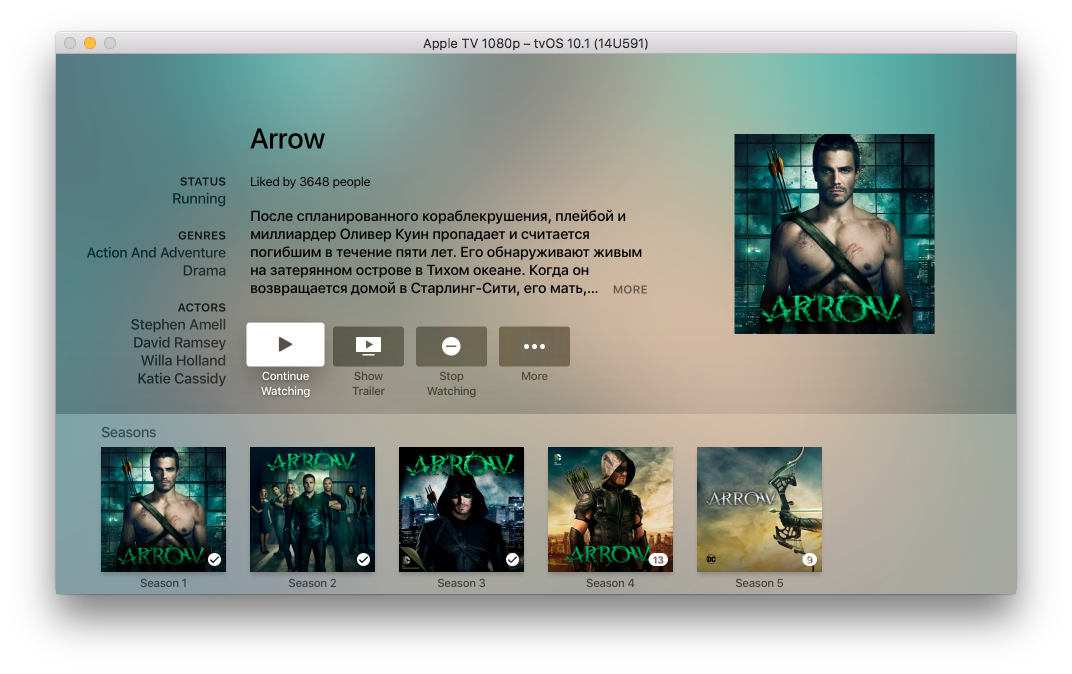 Apple TV 1080p – tvOS 10.1 (14U591)
Arrow
STATUS
Running
GENRES
Action And Adventure
Drama
ACTORS
Stephen Amell
David Ramsey
Willa Holland
Katie Cassidy
Liked by 3648 people
После спланированного кораблекрушения, плейбой и
миллиардер Оливер Куин пропадает и считается
погибшим в течение пяти лет. Его обнаруживают живым
на затерянном острове в Тихом океане. Когда он
возвращается домой в Старлинг-Сити, его мать,... MORE
ARROW
Continue
Watching
Show
Trailer
Stop
Watching
More
Seasons
ARROW
Season 1
ARROW
Season 2
ARROW
Season 3
ARROW
13
Season 4
ARROW
DC
9
Season 5